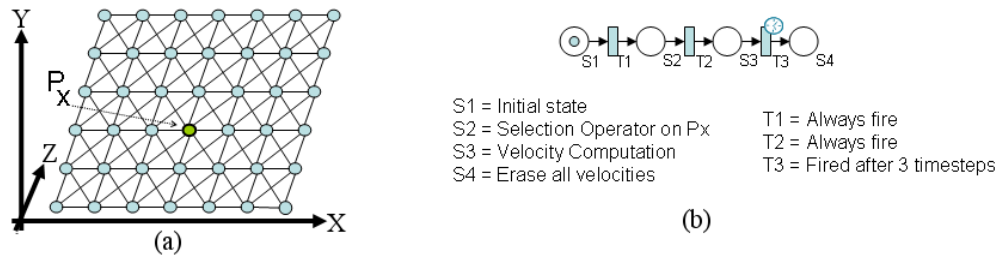 Y
P
x
Z
X
(a)
S1 T1 S2 T2 S3 T3 S4
S1 = Initial state
S2 = Selection Operator on Px
S3 = Velocity Computation
S4 = Erase all velocities
T1 = Always fire
T2 = Always fire
T3 = Fired after 3 timesteps
(b)